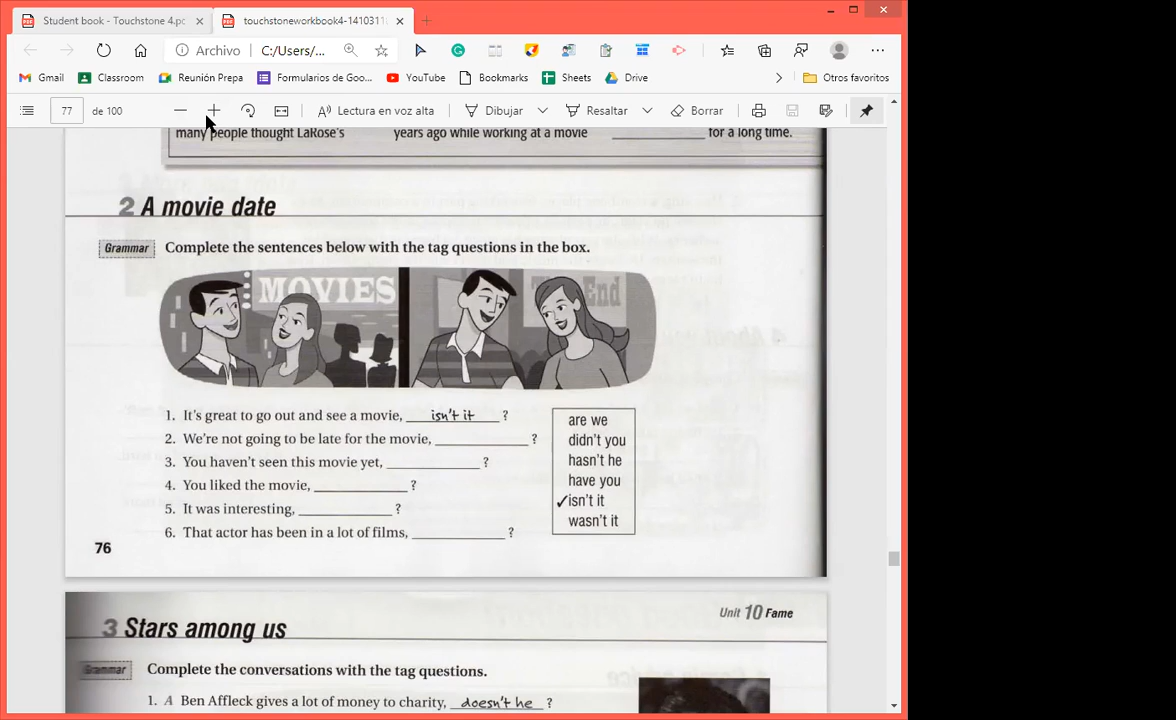 Student book - Touchstone 4.pd
touchstoneworkbook4-1410311
Archivo
C:/Users/...
Gmail
Classroom
Reunión Prepa
Formularios de Goo...
YouTube
Bookmarks
Sheets
Drive
Otros favoritos
77
de 100
Lectura en voz alta
Dibujar
Resaltar
Borrar
many people thought LaRose's
years ago while working at a movie
____________ for a long time.
2 A movie date
Grammar
Complete the sentences below with the tag questions in the box.
MOVIES
End
1. It's great to go out and see a movie, isn't it ?
2. We're not going to be late for the movie, ____________ ?
3. You haven't seen this movie yet, ____________ ?
4. You liked the movie, ____________ ?
5. It was interesting, ____________ ?
6. That actor has been in a lot of films, ____________ ?
are we
didn't you
hasn't he
have you
✓isn't it
wasn't it
76
Unit 10 Fame
3 Stars among us
Grammar
Complete the conversations with the tag questions.
1. A Ben Affleck gives a lot of money to charity, doesn't he ?